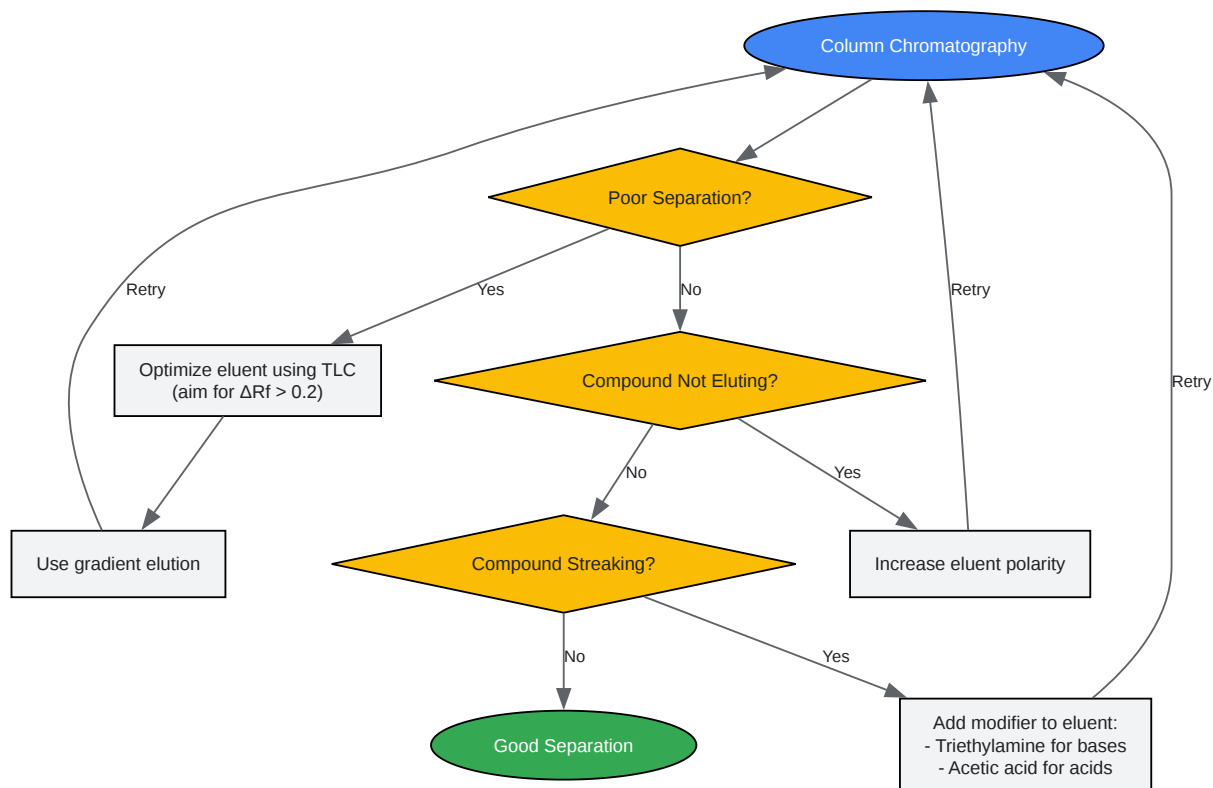 Column Chromatography
Poor Separation?
Retry
Yes
No
Retry
Optimize eluent using TLC
(aim for ΔRf > 0.2)
Compound Not Eluting?
Retry
No
Yes
Use gradient elution
Compound Streaking?
Increase eluent polarity
No
Yes
Good Separation
Add modifier to eluent:
- Triethylamine for bases
- Acetic acid for acids